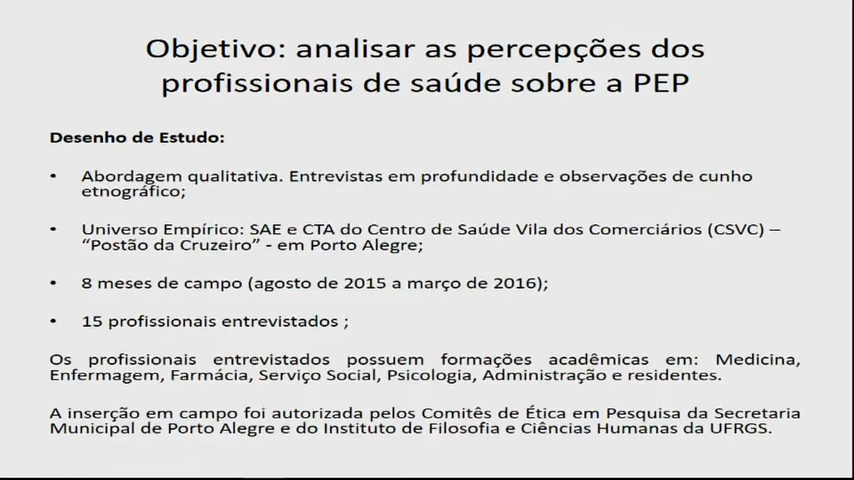 Objetivo: analisar as percepções dos
profissionais de saúde sobre a PEP
Desenho de Estudo:
• Abordagem qualitativa. Entrevistas em profundidade e observações de cunho
etnográfico;
• Universo Empírico: SAE e CTA do Centro de Saúde Vila dos Comerciários (CSVC) –
“Postão da Cruzeiro” - em Porto Alegre;
• 8 meses de campo (agosto de 2015 a março de 2016);
• 15 profissionais entrevistados ;
Os profissionais entrevistados possuem formações acadêmicas em: Medicina,
Enfermagem, Farmácia, Serviço Social, Psicologia, Administração e residentes.
A inserção em campo foi autorizada pelos Comitês de Ética em Pesquisa da Secretaria
Municipal de Porto Alegre e do Instituto de Filosofia e Ciências Humanas da UFRGS.